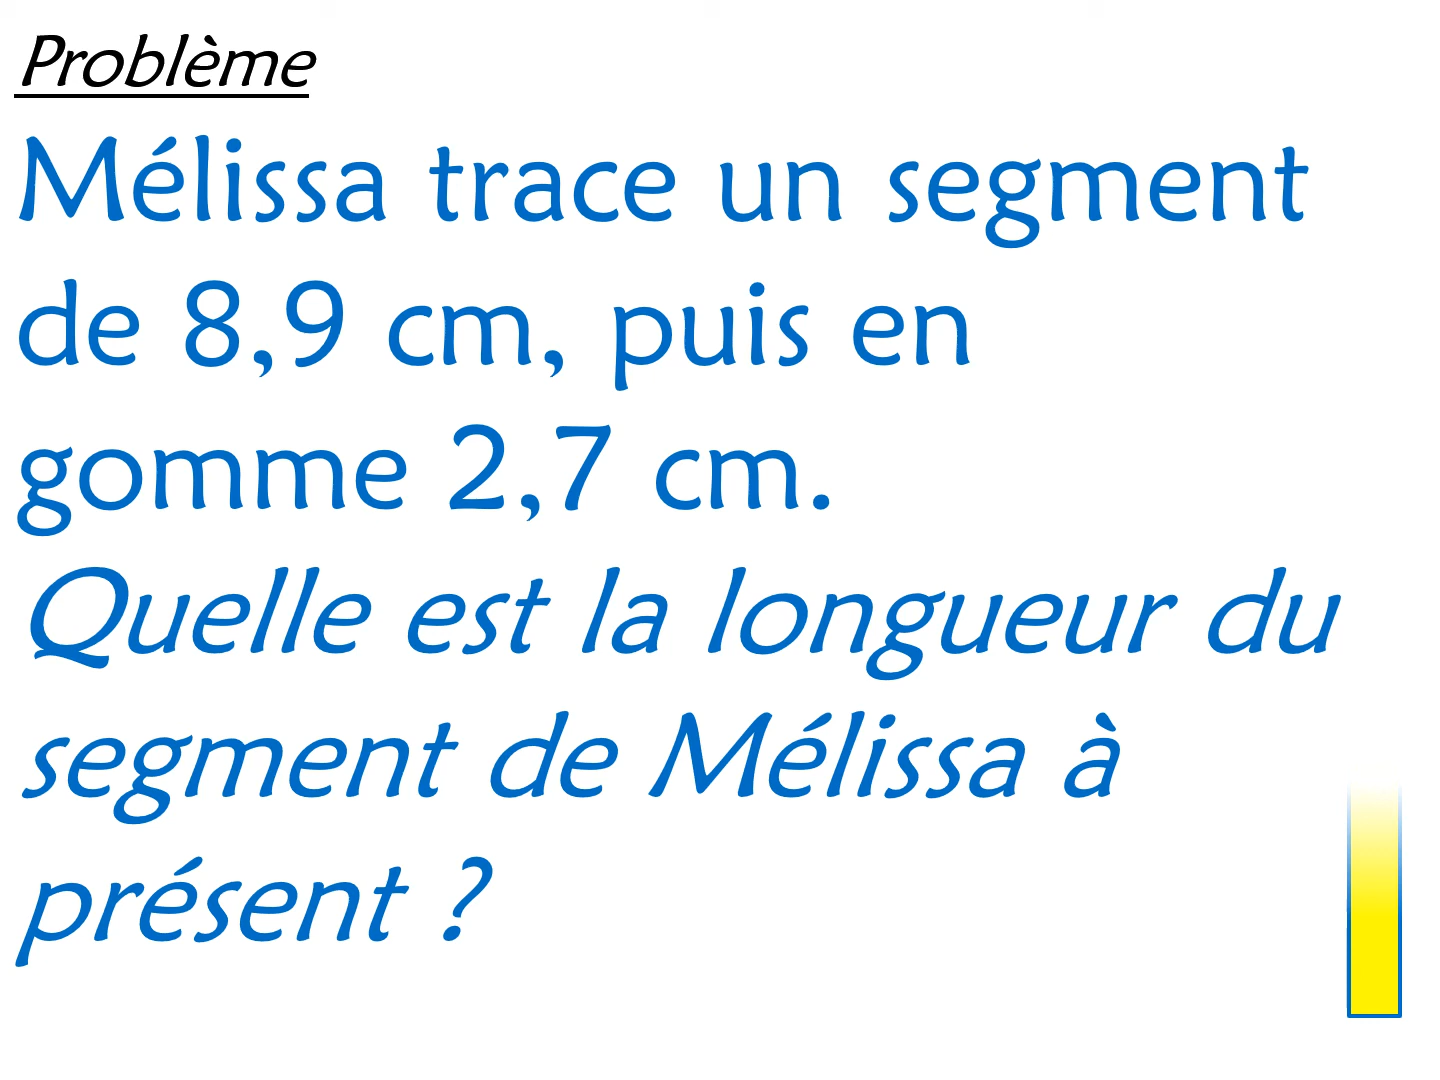 Problème
Mélissa trace un segment
de 8,9 cm, puis en
gomme 2,7 cm.
Quelle est la longueur du
segment de Mélissa à
présent ?